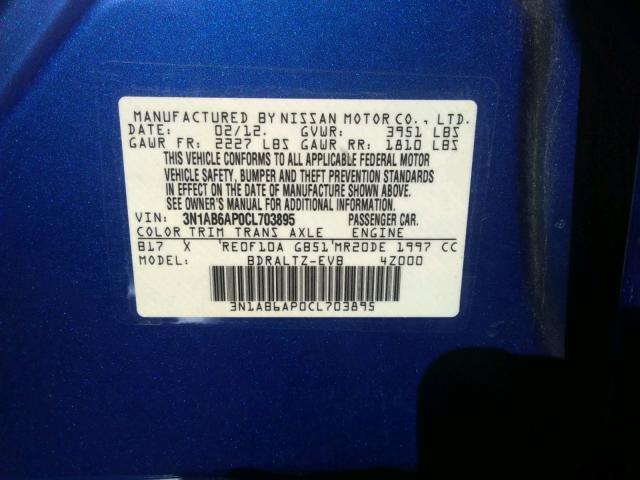 MANUFACTURED BY NISSAN MOTOR CO., LTD.
DATE: 02/12. GVWR: 3951 LBS
GAWR FR: 2227 LBS GAWR RR: 1810 LBS
THIS VEHICLE CONFORMS TO ALL APPLICABLE FEDERAL MOTOR
VEHICLE SAFETY, BUMPER AND THEFT PREVENTION STANDARDS
IN EFFECT ON THE DATE OF MANUFACTURE SHOWN ABOVE.
SEE OWNER'S MANUAL FOR ADDITIONAL INFORMATION.
VIN: 3N1AB6AP0CL703895 PASSENGER CAR.
COLOR TRIM TRANS AXLE ENGINE
B17 X RE0F10A GB51 MR20DE 1997 CC
MODEL: BDRALTZ-EVB 4Z000
3N1AB6AP0CL703895